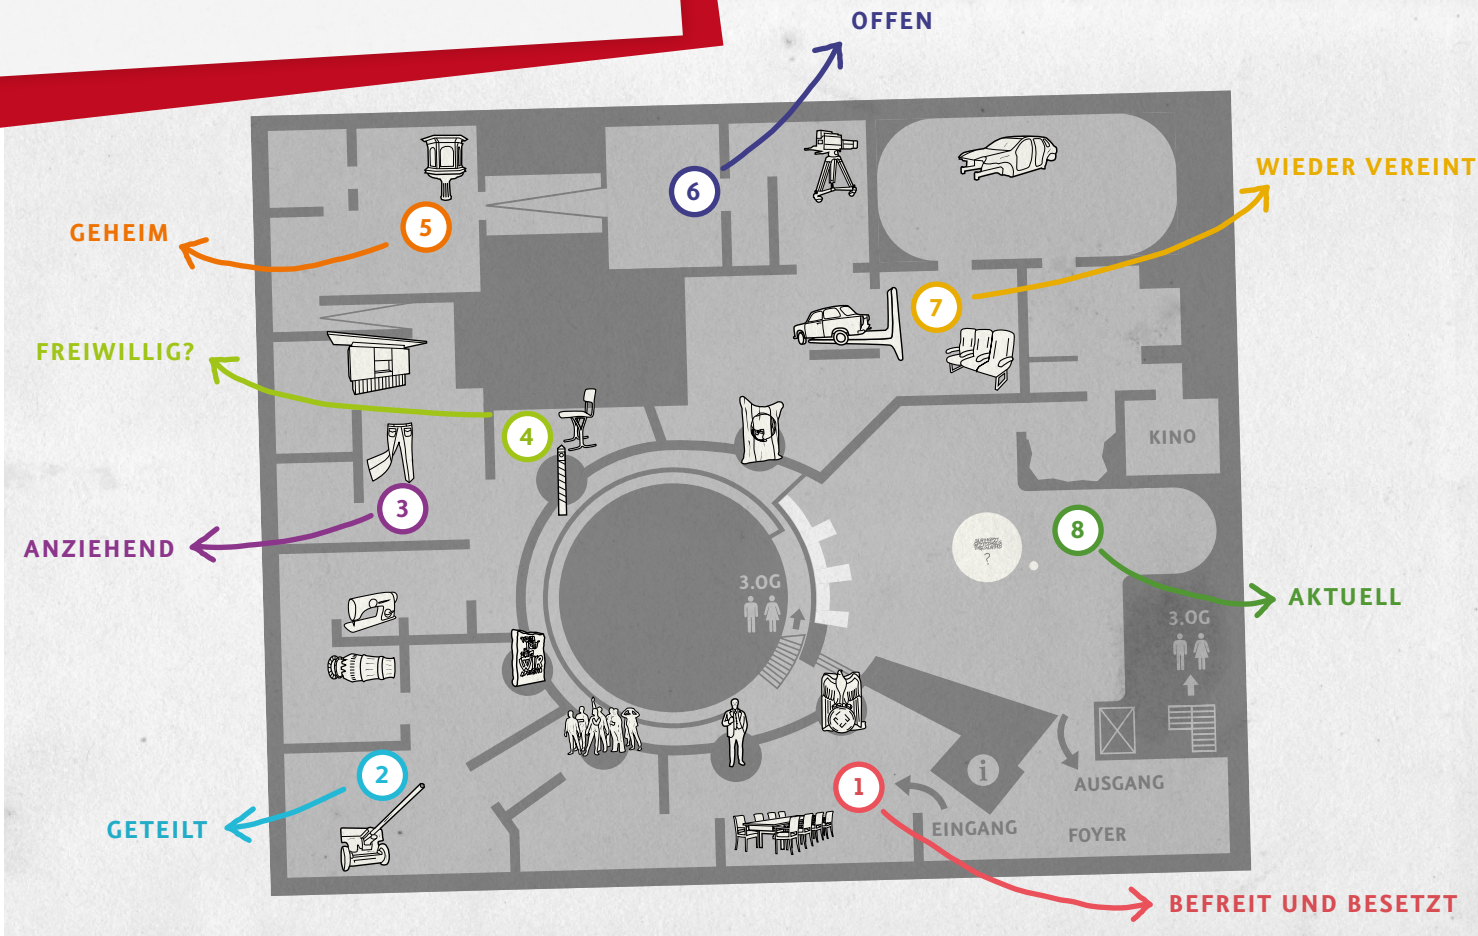 OFFEN
WIEDER VEREINT
6
5
GEHEIM
7
FREIWILLIG?
4
KINO
3
ANZIEHEND
8
?
3.OG
AKTUELL
3.OG
2
i
AUSGANG
1
GETEILT
EINGANG
FOYER
BEFREIT UND BESETZT